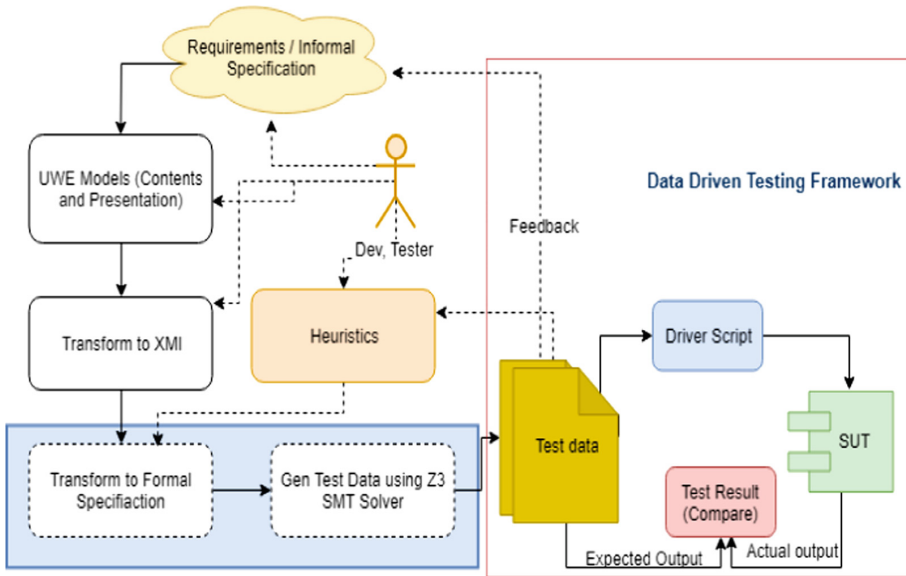 Requirements / Informal
Specification
UWE Models (Contents
and Presentation)
Data Driven Testing Framework
Feedback
Dev, Tester
Transform to XMI
Heuristics
Driver Script
Test data
SUT
Transform to Formal
Specifiaction
Gen Test Data using Z3
SMT Solver
Test Result
(Compare)
Expected Output
Actual output